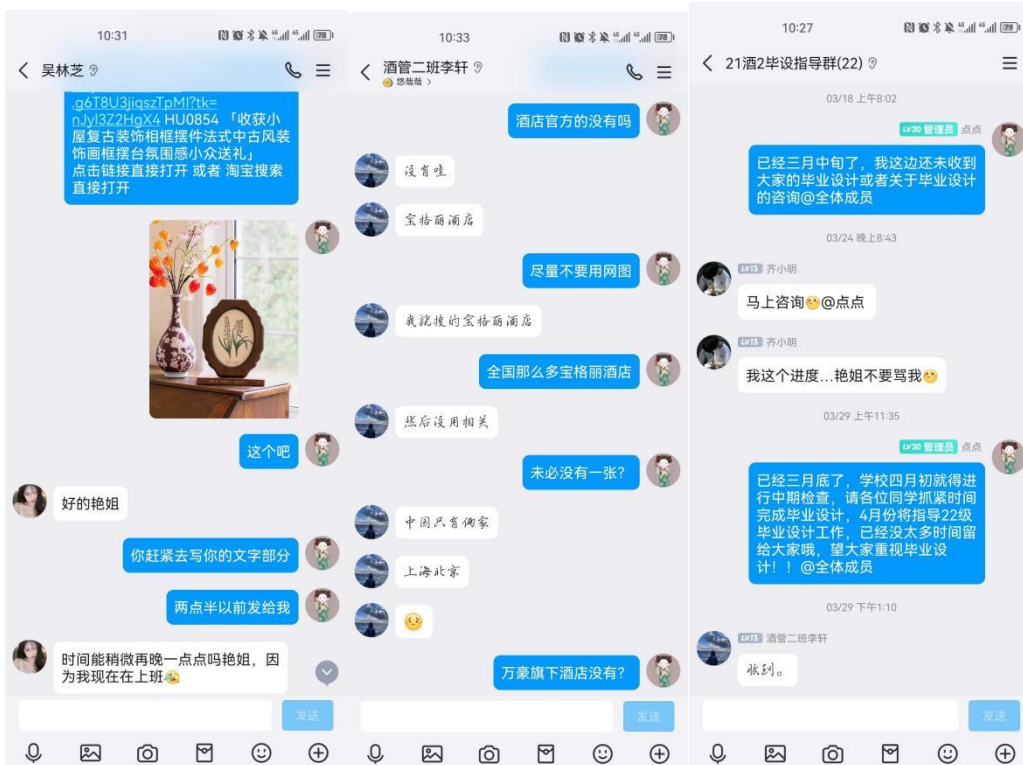 10:31
78
吴林芝
.g6T8U3jiqszTpMI?tk=
nJyl3Z2HgX4 HU0854 「收获小
屋复古装饰相框摆件法式中古风装
饰画框摆台氛围感小众送礼」
点击链接直接打开 或者 淘宝搜索
直接打开
这个吧
好的艳姐
你赶紧去写你的文字部分
两点半以前发给我
时间能稍微再晚一点点吗艳姐，因
为我现在在上班
发送
10:33
78
酒管二班李轩
悠哉哉 >
酒店官方的没有吗
没有哇
宝格丽酒店
尽量不要用网图
我就搜的宝格丽酒店
全国那么多宝格丽酒店
然后没用相关
未必没有一张？
中国只有俩家
上海北京
万豪旗下酒店没有？
发送
10:27
79
21酒2毕设指导群(22)
03/18 上午8:02
LV20 管理员 点点
已经三月中旬了，我这边还未收到
大家的毕业设计或者关于毕业设计
的咨询@全体成员
03/24 晚上8:43
LV13 齐小明
马上咨询@点点
LV13 齐小明
我这个进度...艳姐不要骂我
03/29 上午11:35
LV20 管理员 点点
已经三月底了，学校四月初就得进
行中期检查，请各位同学抓紧时间
完成毕业设计，4月份将指导22级
毕业设计工作，已经没太多时间留
给大家哦，望大家重视毕业设
计！！@全体成员
03/29 下午1:10
LV13 酒管二班李轩
收到。
发送